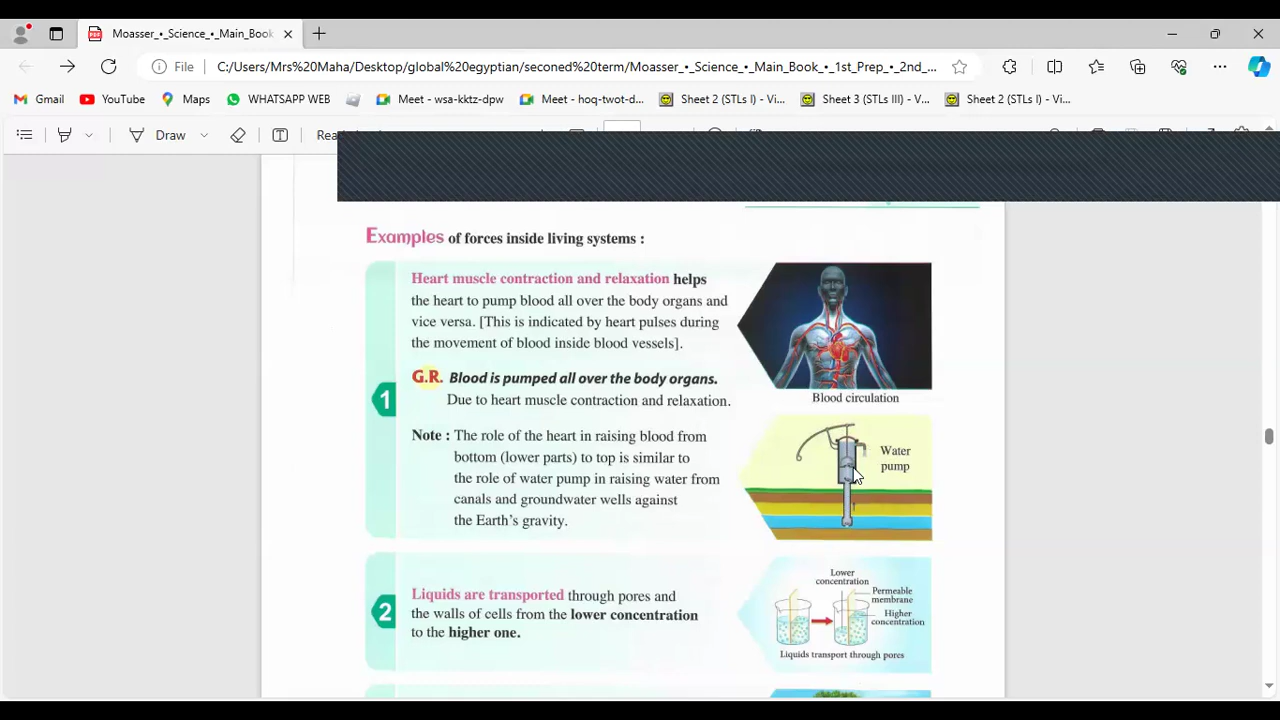 Moasser_•_Science_•_Main_Book
File
C:/Users/Mrs%20Maha/Desktop/global%20egyptian/seconed%20term/Moasser_•_Science_•_Main_Book_•_1st_Prep_•_2nd_...
Gmail
YouTube
Maps
WHATSAPP WEB
Meet - wsa-kktz-dpw
Meet - hoq-twot-d...
Sheet 2 (STLs I) - Vi...
Sheet 3 (STLs III) - V...
Sheet 2 (STLs I) - Vi...
Draw
Examples of forces inside living systems :
1
Heart muscle contraction and relaxation helps
the heart to pump blood all over the body organs and
vice versa. [This is indicated by heart pulses during
the movement of blood inside blood vessels].
G.R. Blood is pumped all over the body organs.
Due to heart muscle contraction and relaxation.
Note : The role of the heart in raising blood from
bottom (lower parts) to top is similar to
the role of water pump in raising water from
canals and groundwater wells against
the Earth's gravity.
Blood circulation
Water
pump
2
Liquids are transported through pores and
the walls of cells from the lower concentration
to the higher one.
Lower
concentration
Permeable
membrane
Higher
concentration
Liquids transport through pores